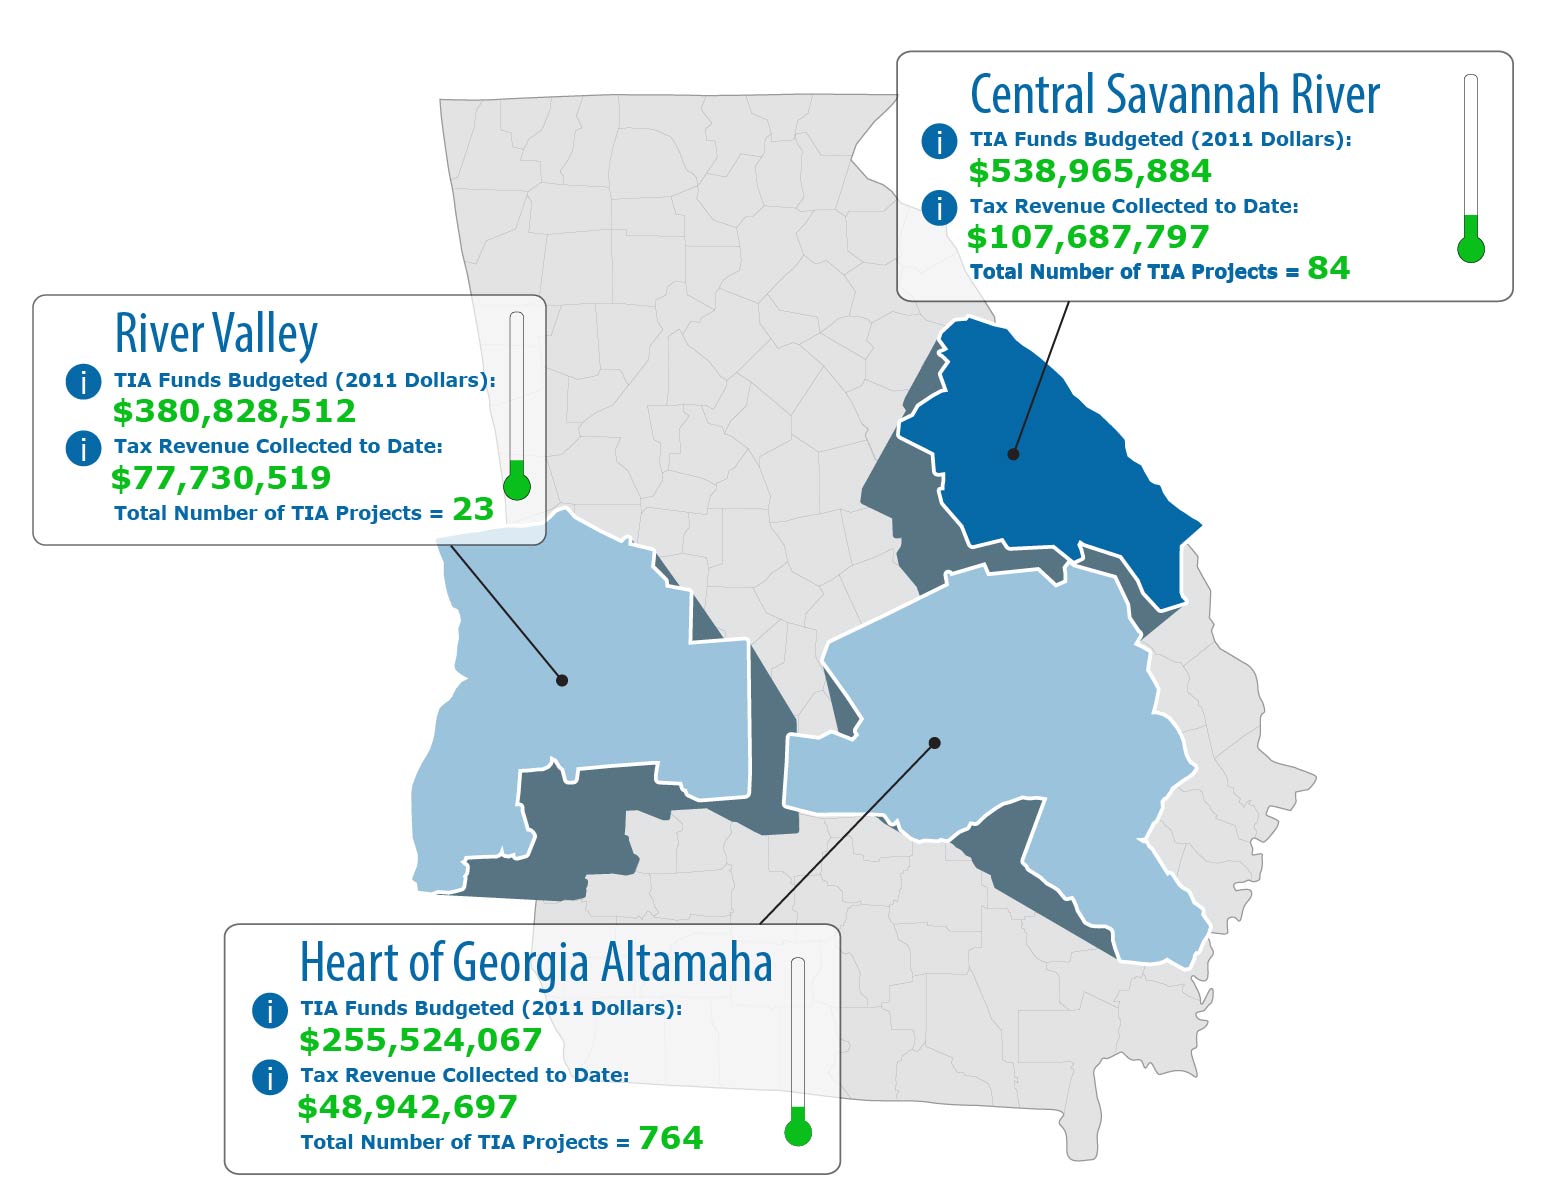 Central Savannah River
i TIA Funds Budgeted (2011 Dollars):
$538,965,884
i Tax Revenue Collected to Date:
$107,687,797
Total Number of TIA Projects = 84
River Valley
i TIA Funds Budgeted (2011 Dollars):
$380,828,512
i Tax Revenue Collected to Date:
$77,730,519
Total Number of TIA Projects = 23
Heart of Georgia Altamaha
i TIA Funds Budgeted (2011 Dollars):
$255,524,067
i Tax Revenue Collected to Date:
$48,942,697
Total Number of TIA Projects = 764